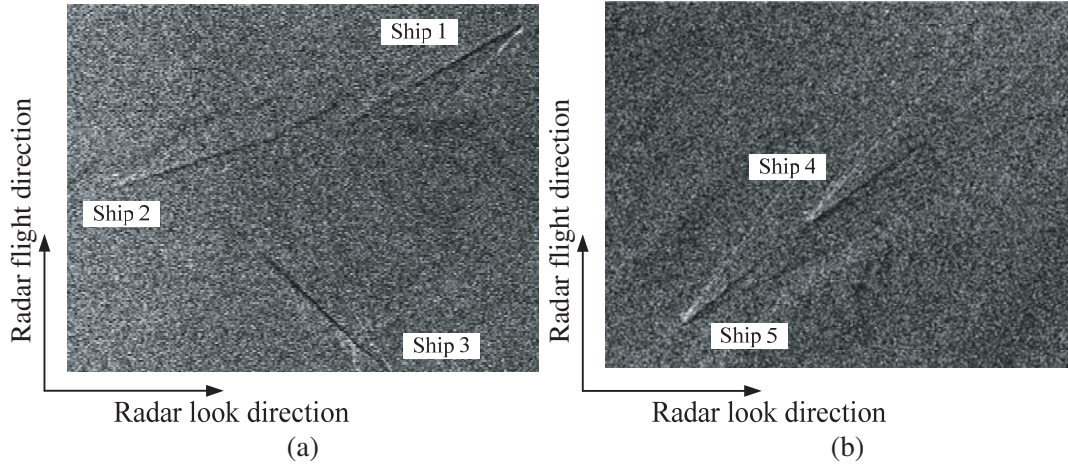 Ship 1
Ship 2
Ship 3
Radar flight direction
Radar look direction
(a)
Ship 4
Ship 5
Radar flight direction
Radar look direction
(b)